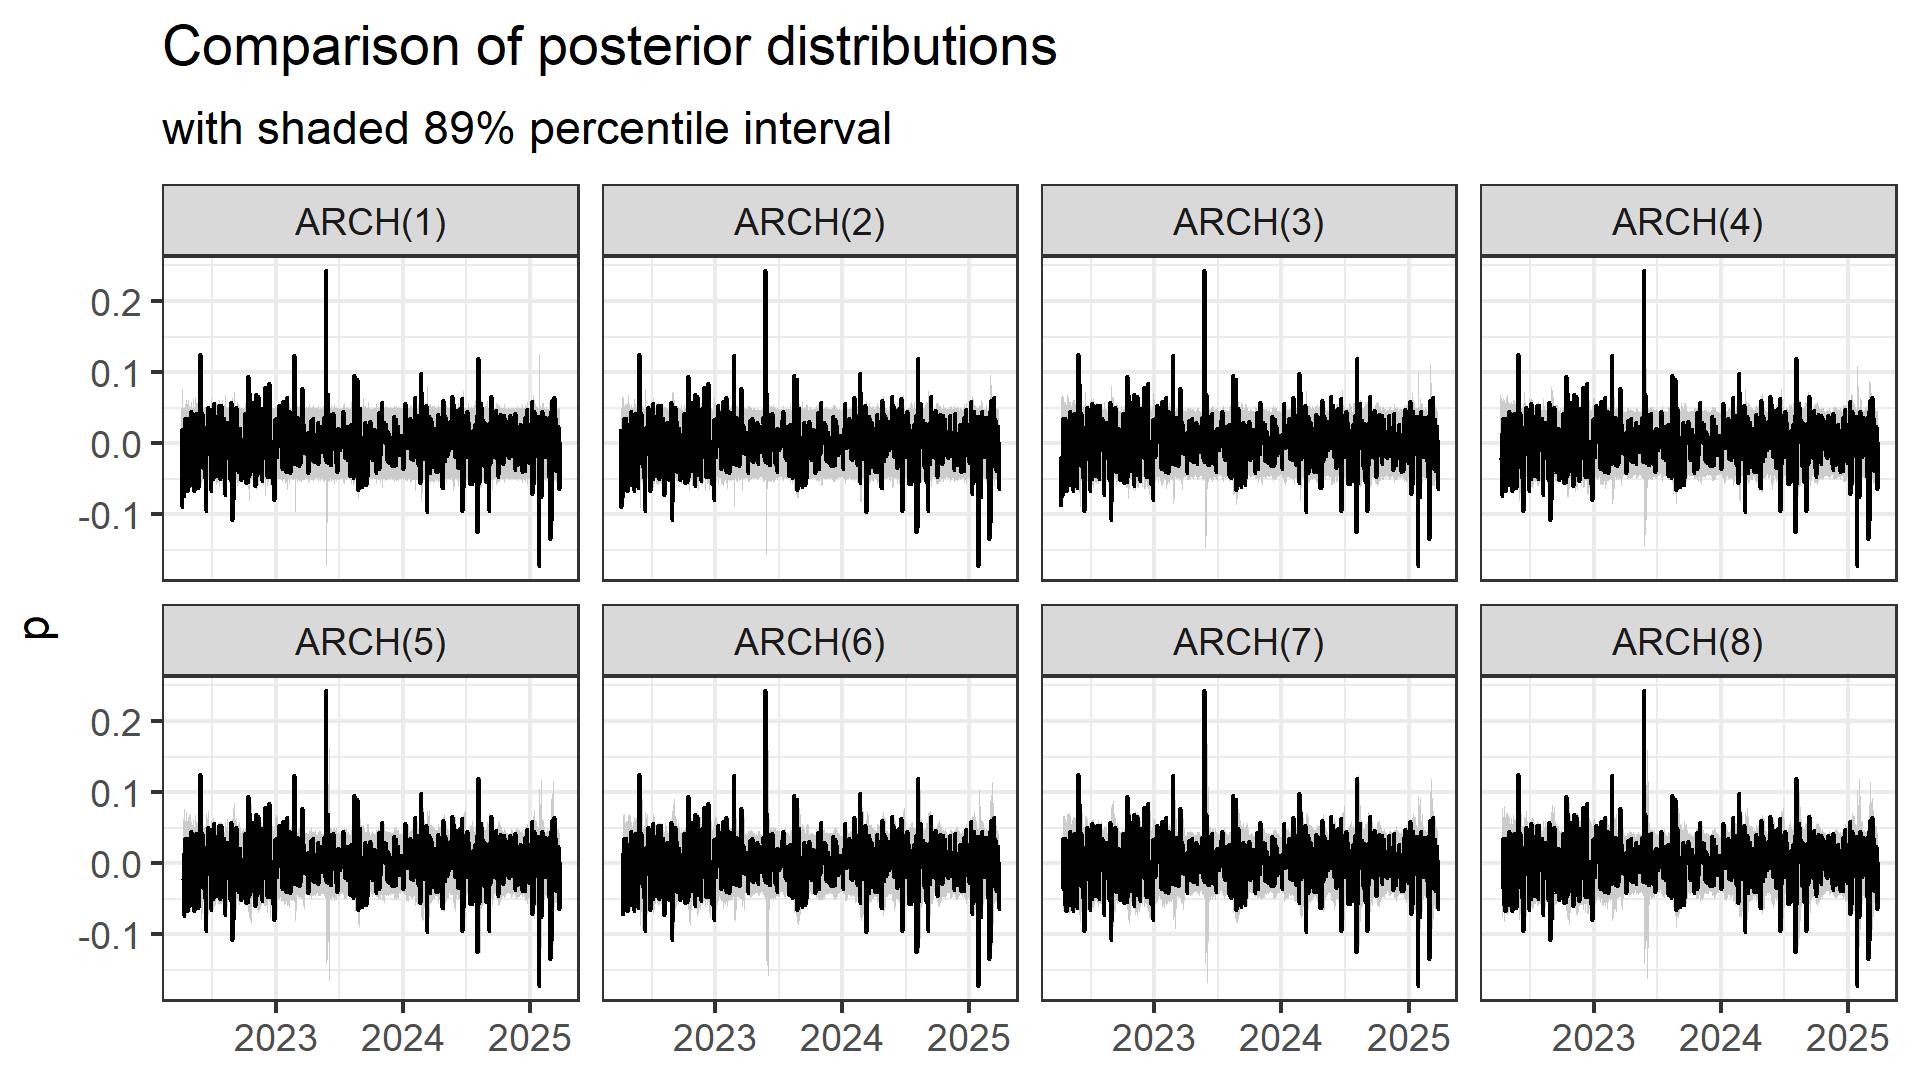 Comparison of posterior distributions
with shaded 89% percentile interval
ARCH(1)
ARCH(2)
ARCH(3)
ARCH(4)
0.2
0.1
0.0
-0.1
p
ARCH(5)
ARCH(6)
ARCH(7)
ARCH(8)
0.2
0.1
0.0
-0.1
2023 2024 2025
2023 2024 2025
2023 2024 2025
2023 2024 2025